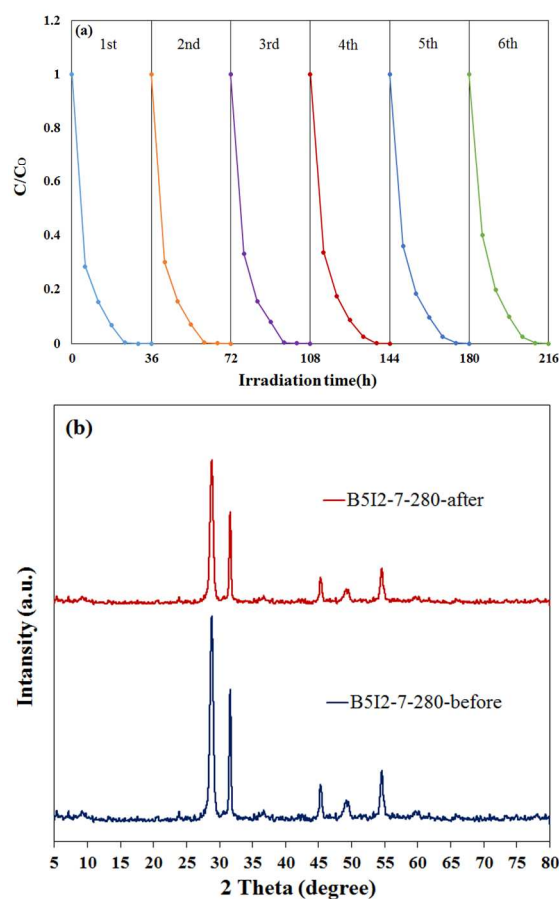 (a)
1st 2nd 3rd 4th 5th 6th
1.2
1
0.8
0.6
0.4
0.2
0
C/CO
0 36 72 108 144 180 216
Irradiation time(h)
(b)
B5I2-7-280-after
B5I2-7-280-before
Intansity (a.u.)
5 10 15 20 25 30 35 40 45 50 55 60 65 70 75 80
2 Theta (degree)